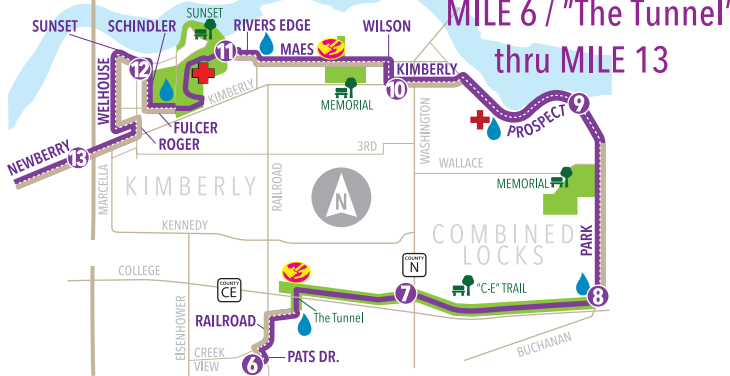 MILE 6 / "The Tunnel"
thru MILE 13
SUNSET
SCHINDLER
SUNSET
11
RIVERS EDGE
MAES
WILSON
12
WELHOUSE
KIMBERLY
MEMORIAL
KIMBERLY
10
9
PROSPECT
FULCER
ROGER
NEWBERRY
13
3RD
WASHINGTON
WALLACE
MARCELLA
KIMBERLY
RAILROAD
N
MEMORIAL
KENNEDY
COMBINED
LOCKS
PARK
COLLEGE
COUNTY
CE
COUNTY
N
7
"C-E" TRAIL
8
EISENHOWER
RAILROAD
The Tunnel
BUCHANAN
CREEK
VIEW
6
PATS DR.